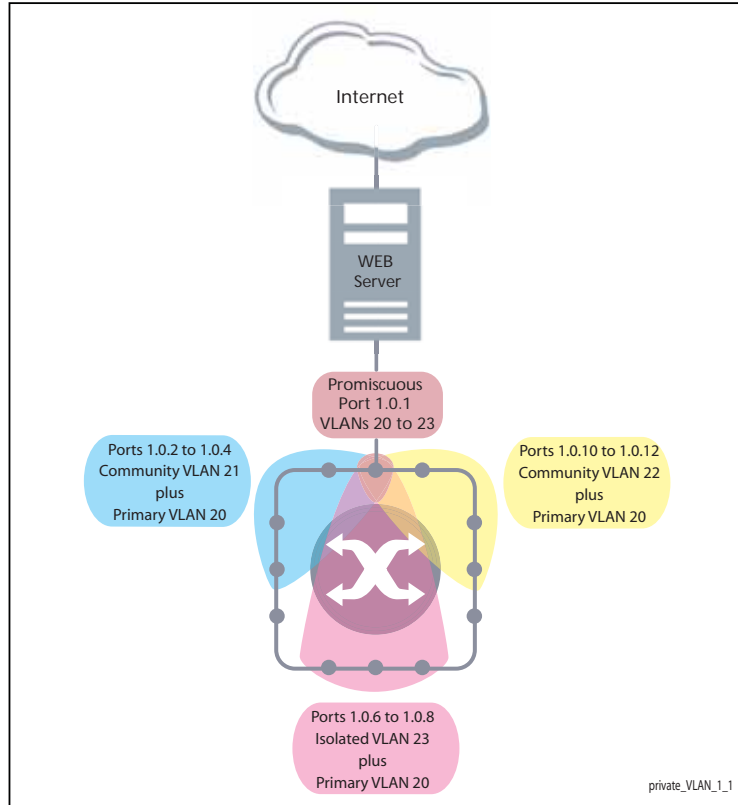 Internet
WEB
Server
Promiscuous
Port 1.0.1
VLANs 20 to 23
Ports 1.0.2 to 1.0.4
Community VLAN 21
plus
Primary VLAN 20
Ports 1.0.10 to 1.0.12
Community VLAN 22
plus
Primary VLAN 20
Ports 1.0.6 to 1.0.8
Isolated VLAN 23
plus
Primary VLAN 20
private_VLAN_1_1